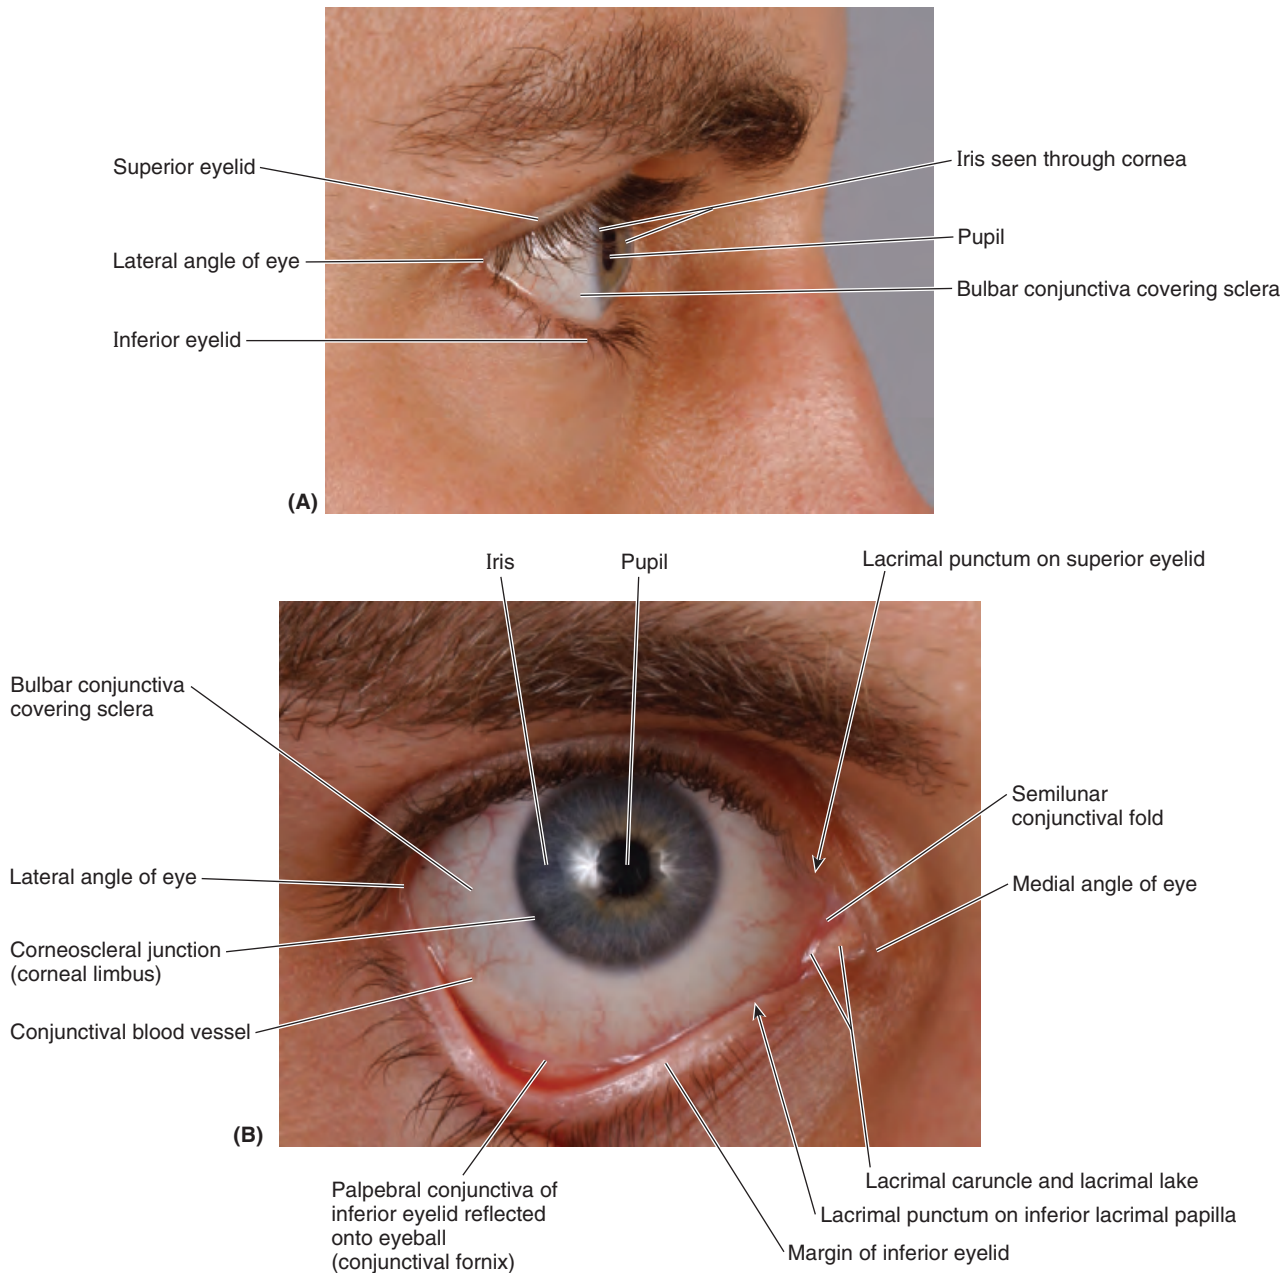 Superior eyelid
Lateral angle of eye
Inferior eyelid
Iris seen through cornea
Pupil
Bulbar conjunctiva covering sclera
(A)
Iris
Pupil
Lacrimal punctum on superior eyelid
Bulbar conjunctiva
covering sclera
Lateral angle of eye
Corneoscleral junction
(corneal limbus)
Conjunctival blood vessel
Semilunar
conjunctival fold
Medial angle of eye
(B)
Palpebral conjunctiva of
inferior eyelid reflected
onto eyeball
(conjunctival fornix)
Lacrimal caruncle and lacrimal lake
Lacrimal punctum on inferior lacrimal papilla
Margin of inferior eyelid